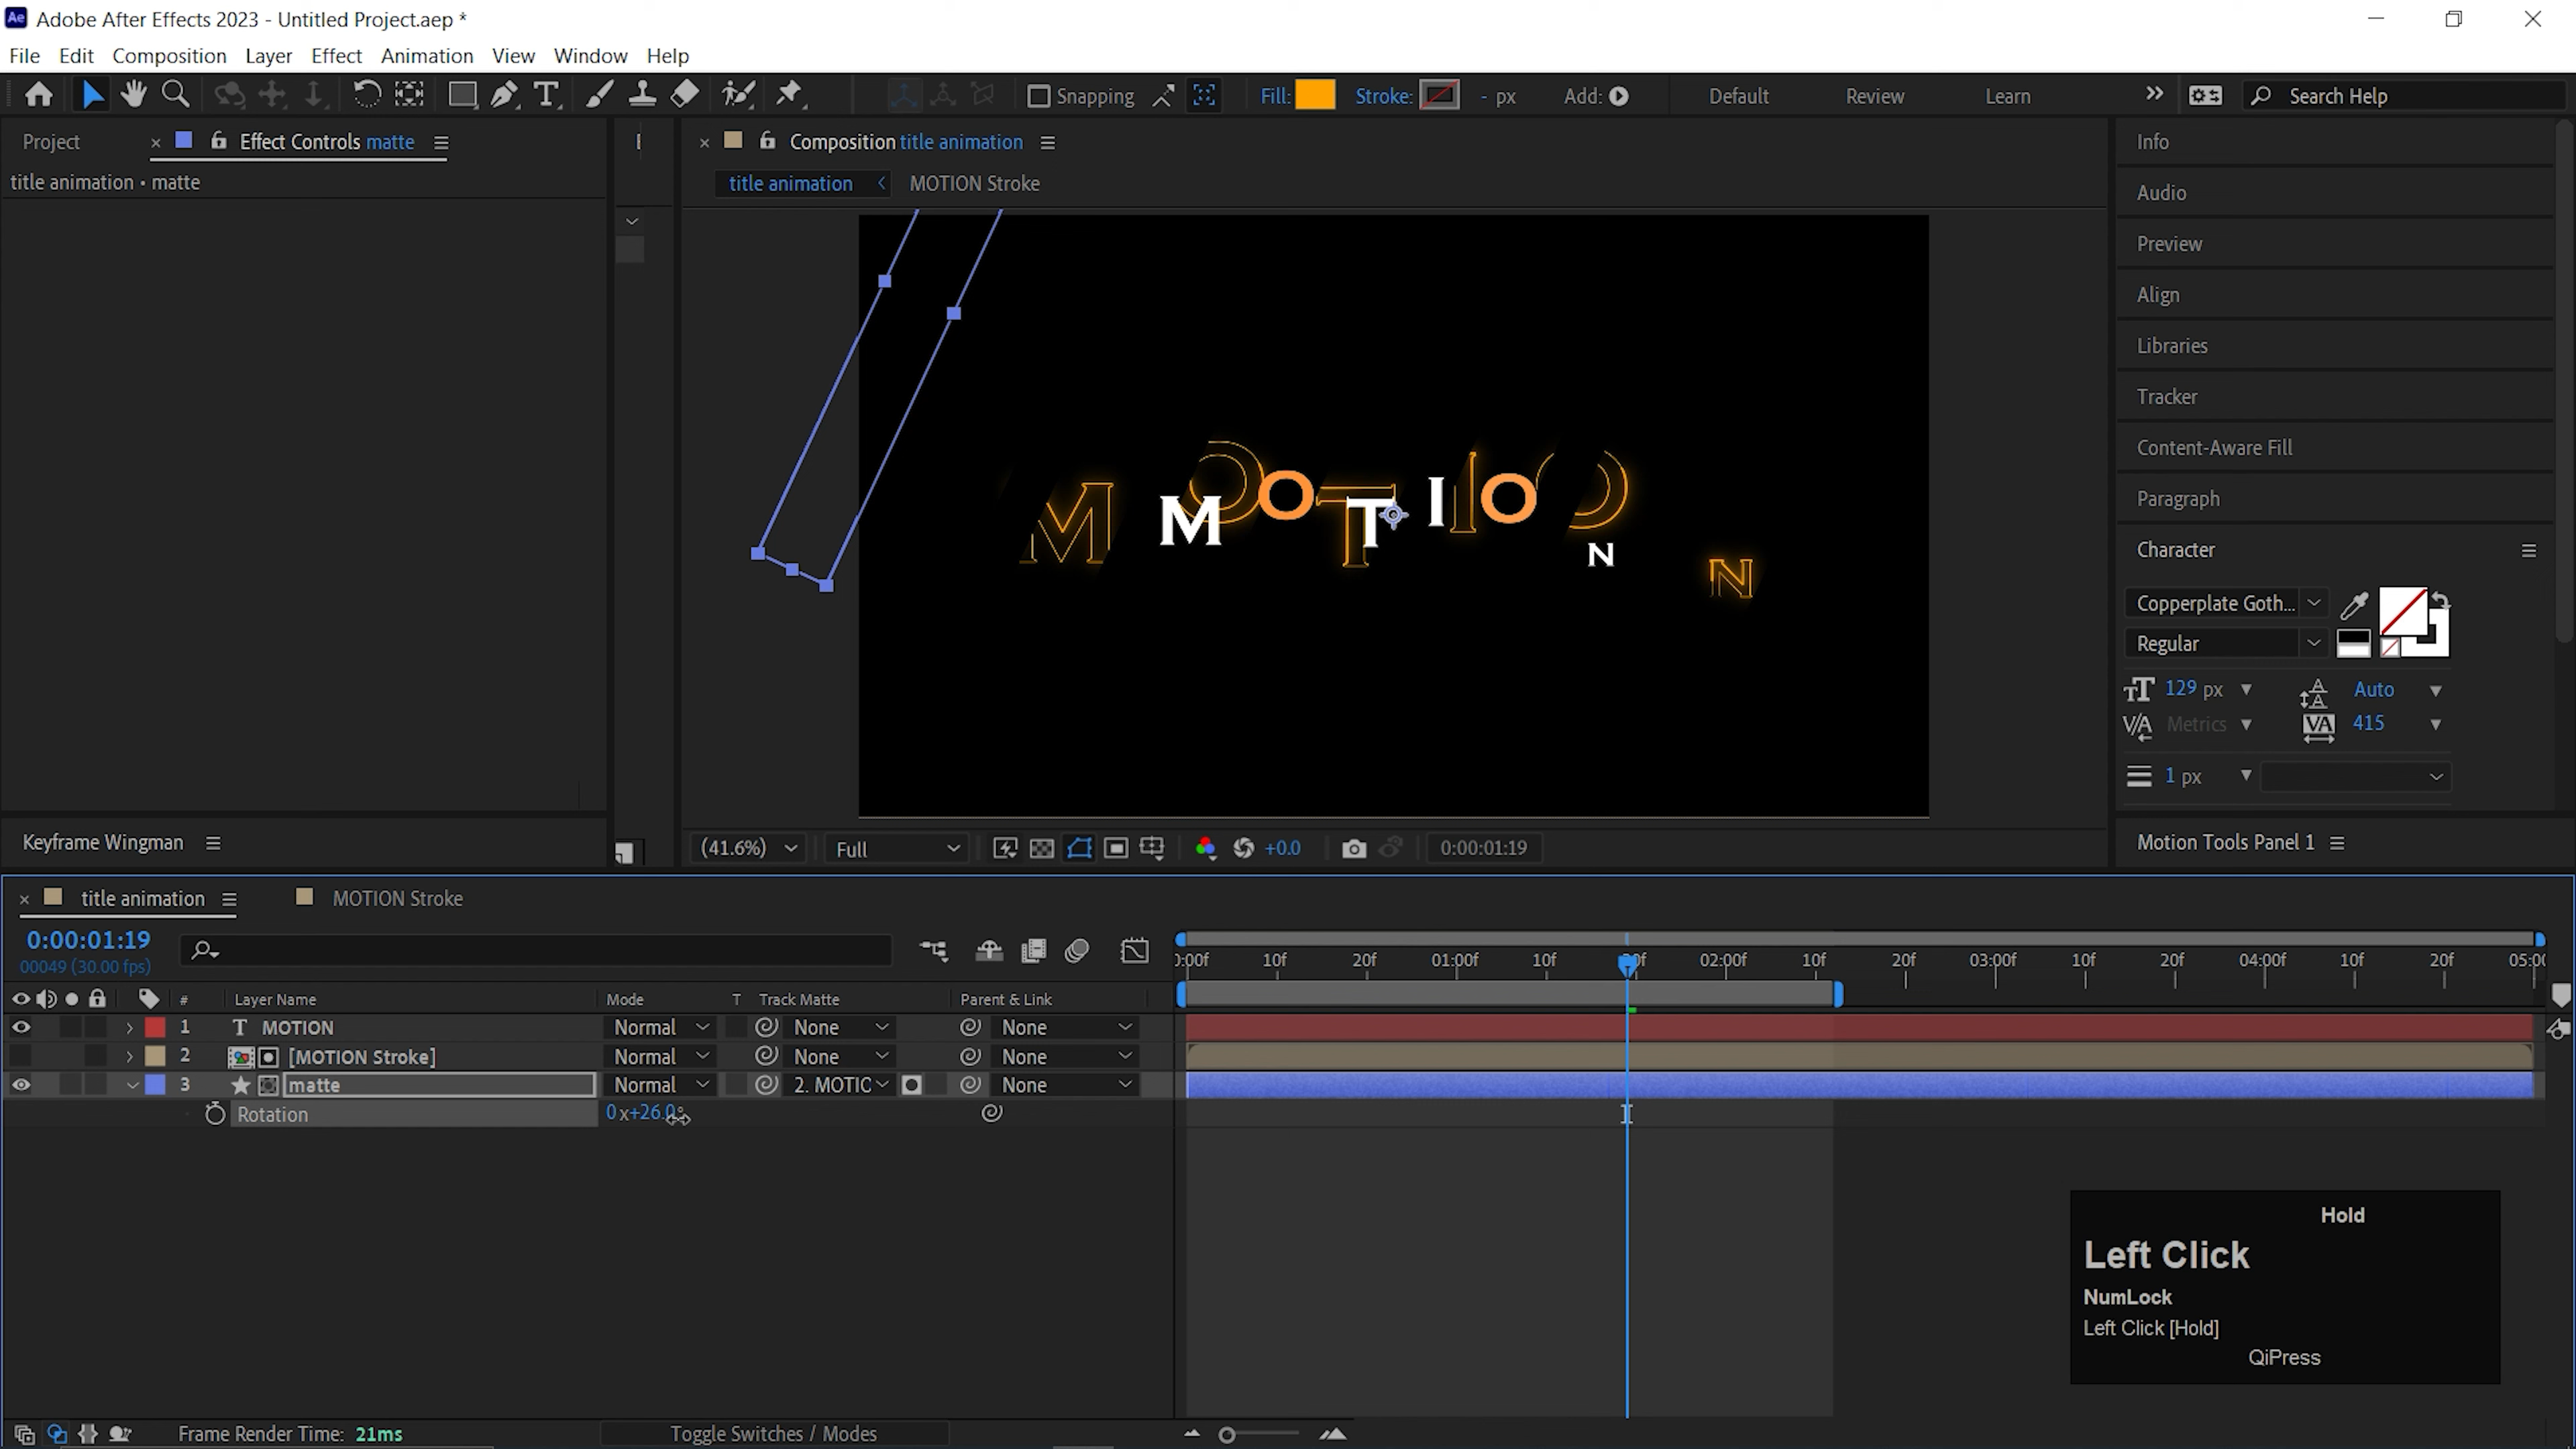 Ae Adobe After Effects 2023 - Untitled Project.aep *
File Edit Composition Layer Effect Animation View Window Help
Snapping Fill: Stroke: - px Add: Default Review Learn Search Help
Project × Effect Controls matte
title animation • matte
× Composition title animation
title animation < MOTION Stroke
Info
Audio
Preview
Align
Libraries
Tracker
Content-Aware Fill
Paragraph
Character
Copperplate Goth...
Regular
129 px Auto
Metrics 415
1 px
M O T I O N
M O T I O N
(41.6%) Full +0.0 0:00:01:19
Keyframe Wingman
Motion Tools Panel 1
× title animation MOTION Stroke
0:00:01:19
00049 (30.00 fps)
0:00f 10f 20f 01:00f 10f 20f 02:00f 10f 20f 03:00f 10f 20f 04:00f 10f 20f 05:00
# Layer Name Mode T Track Matte Parent & Link
1 T MOTION Normal None None
2 [MOTION Stroke] Normal None None
3 matte Normal 2. MOTIC None
Rotation 0x+26.0°
Hold
Left Click
NumLock
Left Click [Hold]
QiPress
Frame Render Time: 21ms Toggle Switches / Modes